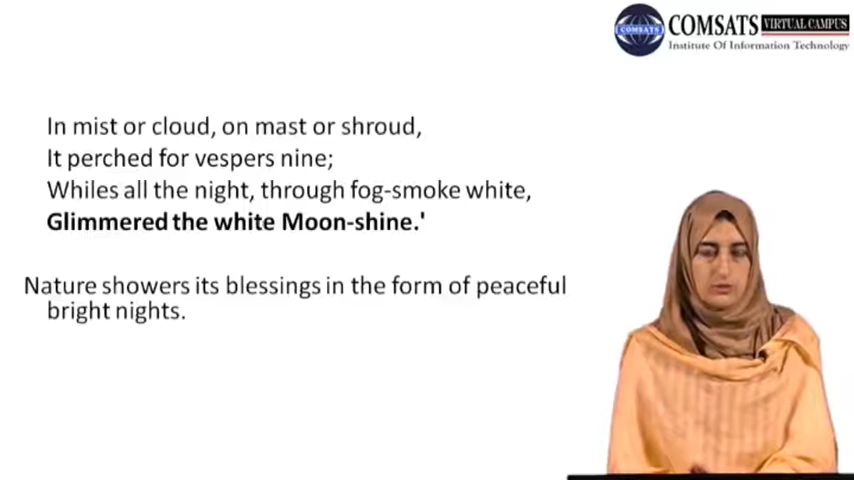 COMSATS VIRTUAL CAMPUS
COMSATS
Institute Of Information Technology
In mist or cloud, on mast or shroud,
It perched for vespers nine;
Whiles all the night, through fog-smoke white,
Glimmered the white Moon-shine.'
Nature showers its blessings in the form of peaceful
bright nights.